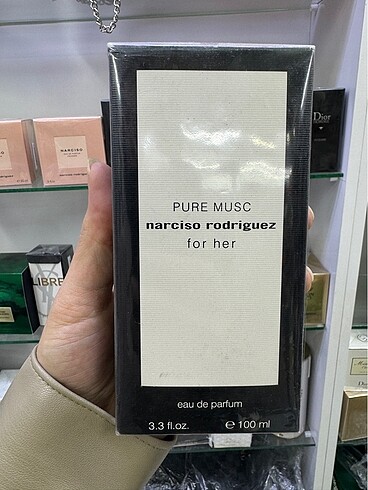 PURE MUSC
narciso rodriguez
for her
eau de parfum
3.3 fl.oz. ℮ 100 ml
NARCISO
Dior
LIBRE